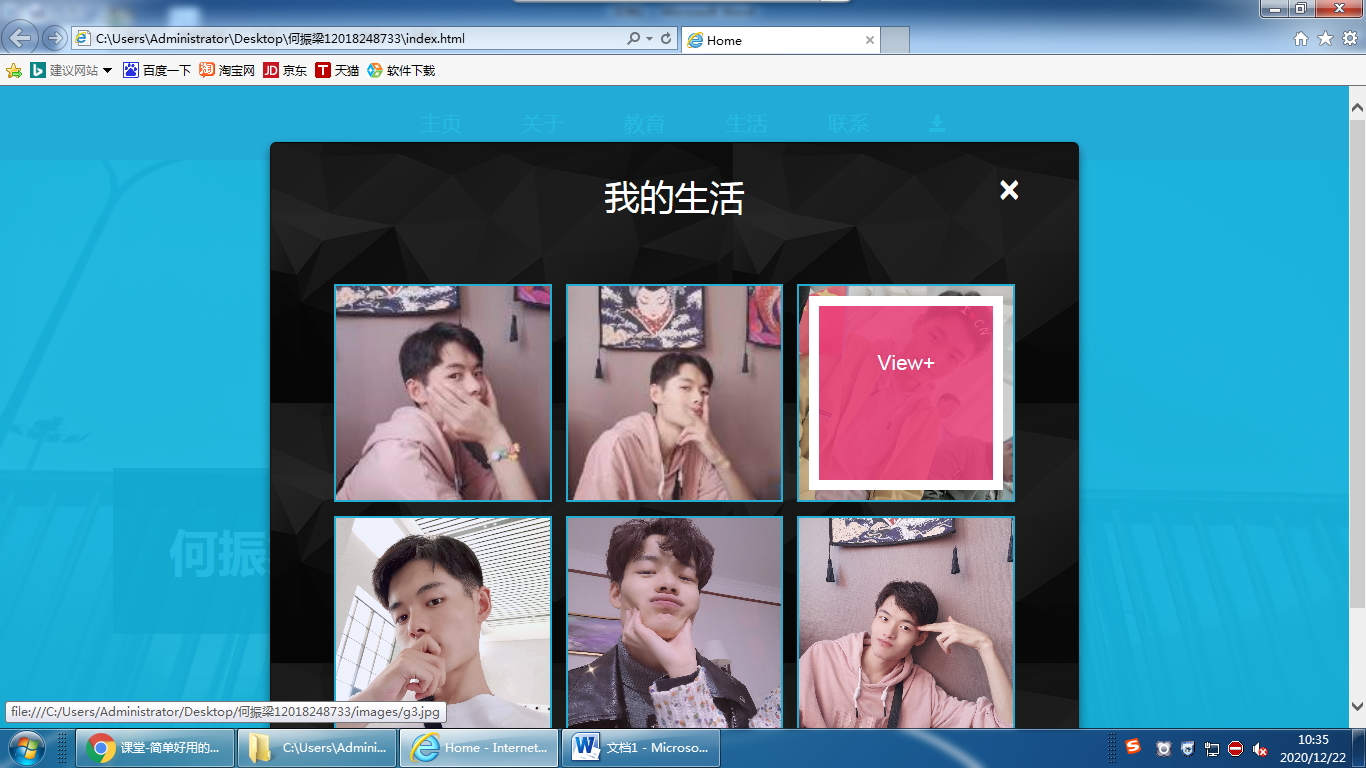 C:\Users\Administrator\Desktop\何振梁12018248733\index.html
Home
建议网站
百度一下
淘宝网
京东
天猫
软件下载
主页
关于
教育
生活
联系
我的生活
×
View+
何振
file:///C:/Users/Administrator/Desktop/何振梁12018248733/images/g3.jpg
课堂-简单好用的...
C:\Users\Admini...
Home - Internet...
文档1 - Microso...
10:35
2020/12/22